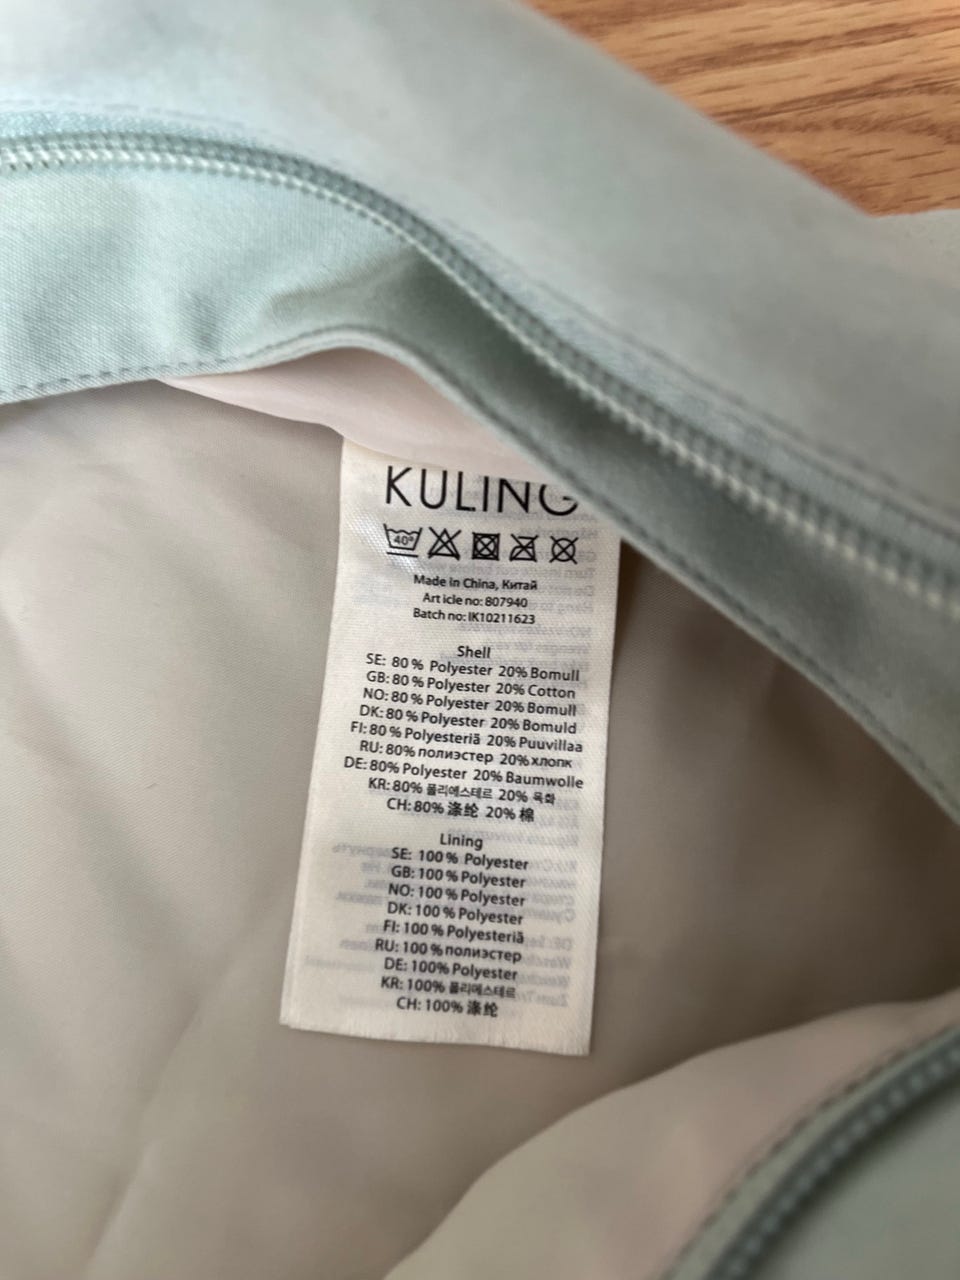 KULING
40°
Made in China, Китай
Art icle no: 807940
Batch no: IK10211623
Shell
SE: 80 % Polyester 20% Bomull
GB: 80 % Polyester 20% Cotton
NO: 80 % Polyester 20% Bomull
DK: 80 % Polyester 20% Bomuld
FI: 80 % Polyesteriä 20% Puuvillaa
RU: 80% полиэстер 20% хлопк
DE: 80% Polyester 20% Baumwolle
KR: 80% 폴리에스테르 20% 옥화
CH: 80% 涤纶 20% 棉
Lining
SE: 100 % Polyester
GB: 100 % Polyester
NO: 100 % Polyester
DK: 100 % Polyester
FI: 100 % Polyesteriä
RU: 100 % полиэстер
DE: 100% Polyester
KR: 100% 폴리에스테르
CH: 100% 涤纶